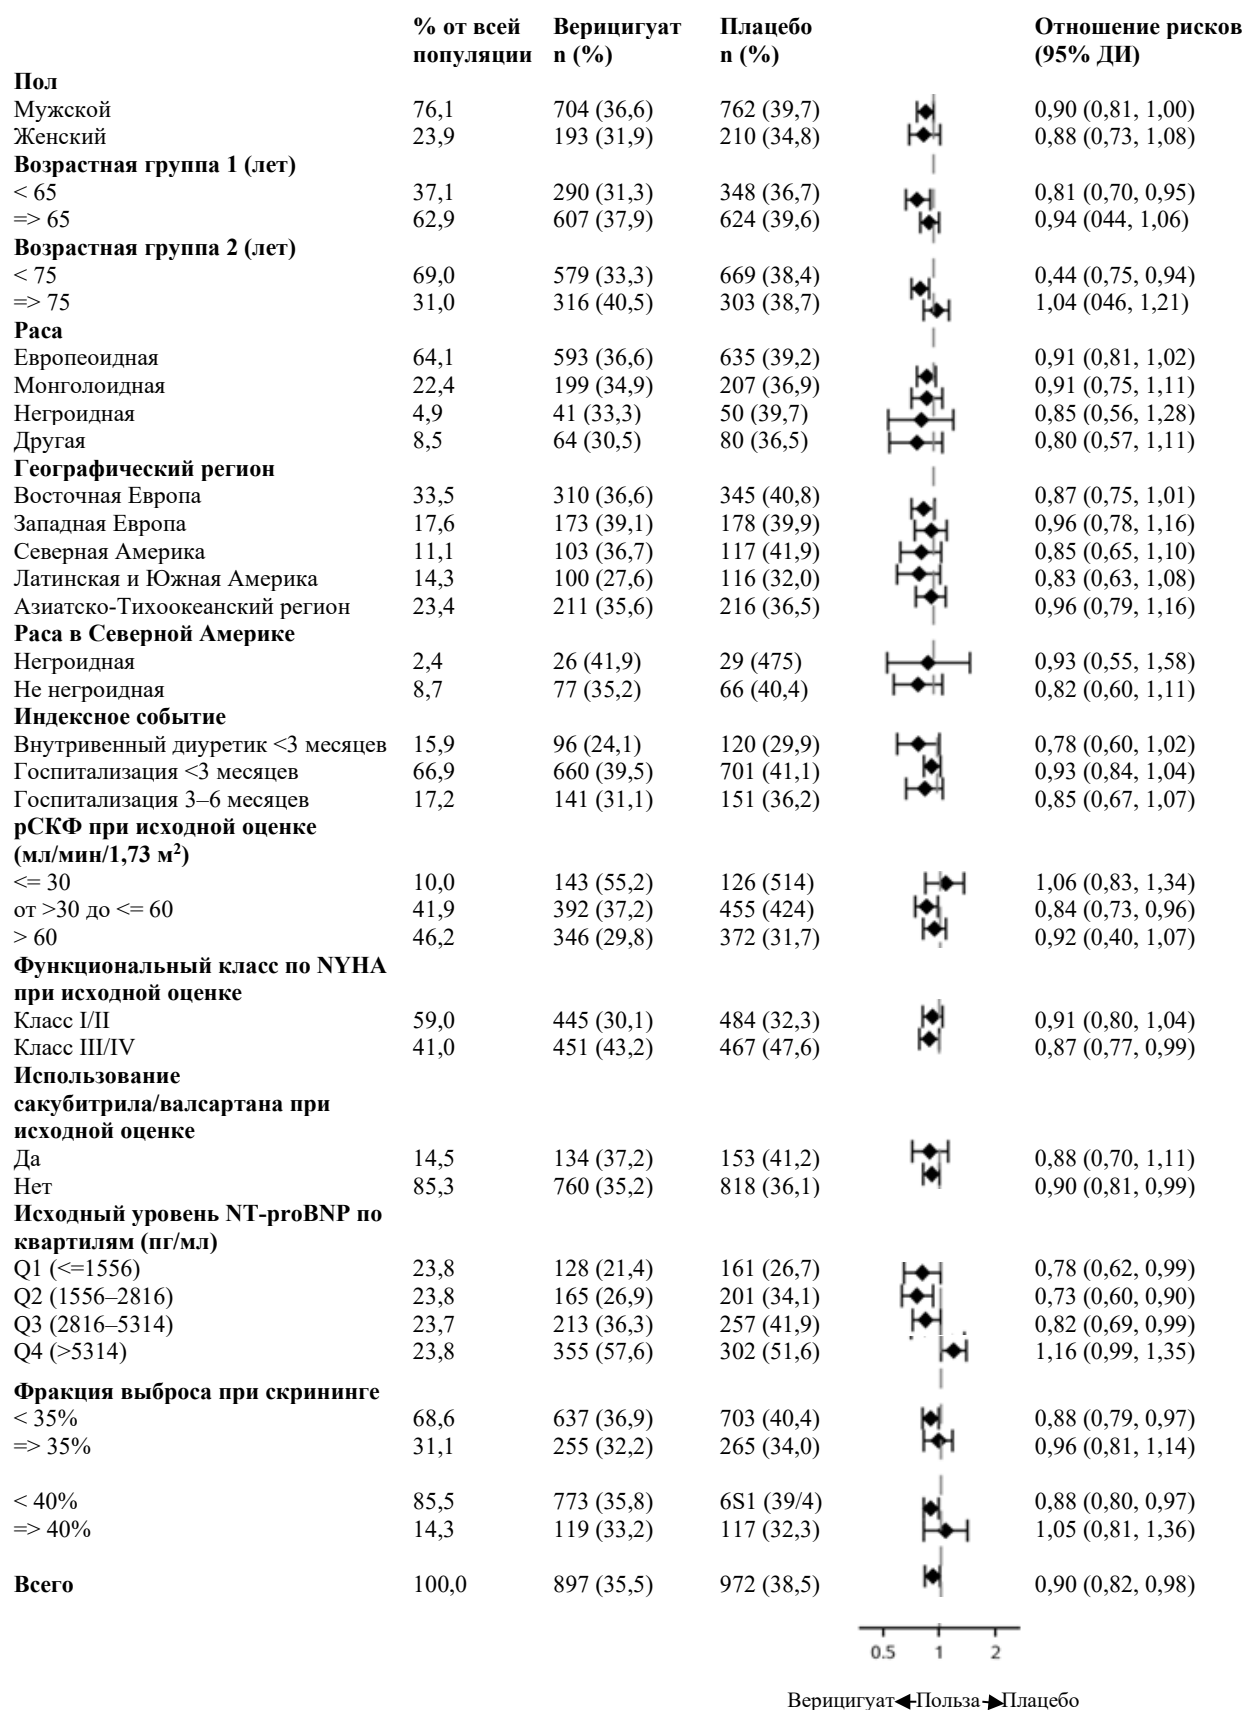 % от всей Верицигуат Плацебо Отношение рисков
популяции n (%) n (%) (95% ДИ)
Пол
Мужской 76,1 704 (36,6) 762 (39,7) 0,90 (0,81, 1,00)
Женский 23,9 193 (31,9) 210 (34,8) 0,88 (0,73, 1,08)
Возрастная группа 1 (лет)
< 65 37,1 290 (31,3) 348 (36,7) 0,81 (0,70, 0,95)
=> 65 62,9 607 (37,9) 624 (39,6) 0,94 (044, 1,06)
Возрастная группа 2 (лет)
< 75 69,0 579 (33,3) 669 (38,4) 0,44 (0,75, 0,94)
=> 75 31,0 316 (40,5) 303 (38,7) 1,04 (046, 1,21)
Раса
Европеоидная 64,1 593 (36,6) 635 (39,2) 0,91 (0,81, 1,02)
Монголоидная 22,4 199 (34,9) 207 (36,9) 0,91 (0,75, 1,11)
Негроидная 4,9 41 (33,3) 50 (39,7) 0,85 (0,56, 1,28)
Другая 8,5 64 (30,5) 80 (36,5) 0,80 (0,57, 1,11)
Географический регион
Восточная Европа 33,5 310 (36,6) 345 (40,8) 0,87 (0,75, 1,01)
Западная Европа 17,6 173 (39,1) 178 (39,9) 0,96 (0,78, 1,16)
Северная Америка 11,1 103 (36,7) 117 (41,9) 0,85 (0,65, 1,10)
Латинская и Южная Америка 14,3 100 (27,6) 116 (32,0) 0,83 (0,63, 1,08)
Азиатско-Тихоокеанский регион 23,4 211 (35,6) 216 (36,5) 0,96 (0,79, 1,16)
Раса в Северной Америке
Негроидная 2,4 26 (41,9) 29 (475) 0,93 (0,55, 1,58)
Не негроидная 8,7 77 (35,2) 66 (40,4) 0,82 (0,60, 1,11)
Индексное событие
Внутривенный диуретик <3 месяцев 15,9 96 (24,1) 120 (29,9) 0,78 (0,60, 1,02)
Госпитализация <3 месяцев 66,9 660 (39,5) 701 (41,1) 0,93 (0,84, 1,04)
Госпитализация 3–6 месяцев 17,2 141 (31,1) 151 (36,2) 0,85 (0,67, 1,07)
рСКФ при исходной оценке
(мл/мин/1,73 м²)
<= 30 10,0 143 (55,2) 126 (514) 1,06 (0,83, 1,34)
от >30 до <= 60 41,9 392 (37,2) 455 (424) 0,84 (0,73, 0,96)
> 60 46,2 346 (29,8) 372 (31,7) 0,92 (0,40, 1,07)
Функциональный класс по NYHA
при исходной оценке
Класс I/II 59,0 445 (30,1) 484 (32,3) 0,91 (0,80, 1,04)
Класс III/IV 41,0 451 (43,2) 467 (47,6) 0,87 (0,77, 0,99)
Использование
сакубитрила/валсартана при
исходной оценке
Да 14,5 134 (37,2) 153 (41,2) 0,88 (0,70, 1,11)
Нет 85,3 760 (35,2) 818 (36,1) 0,90 (0,81, 0,99)
Исходный уровень NT-proBNP по
квартилям (пг/мл)
Q1 (<=1556) 23,8 128 (21,4) 161 (26,7) 0,78 (0,62, 0,99)
Q2 (1556–2816) 23,8 165 (26,9) 201 (34,1) 0,73 (0,60, 0,90)
Q3 (2816–5314) 23,7 213 (36,3) 257 (41,9) 0,82 (0,69, 0,99)
Q4 (>5314) 23,8 355 (57,6) 302 (51,6) 1,16 (0,99, 1,35)
Фракция выброса при скрининге
< 35% 68,6 637 (36,9) 703 (40,4) 0,88 (0,79, 0,97)
=> 35% 31,1 255 (32,2) 265 (34,0) 0,96 (0,81, 1,14)
< 40% 85,5 773 (35,8) 6S1 (39/4) 0,88 (0,80, 0,97)
=> 40% 14,3 119 (33,2) 117 (32,3) 1,05 (0,81, 1,36)
Всего 100,0 897 (35,5) 972 (38,5) 0,90 (0,82, 0,98)
0.5 1 2
Верицигуат Польза Плацебо